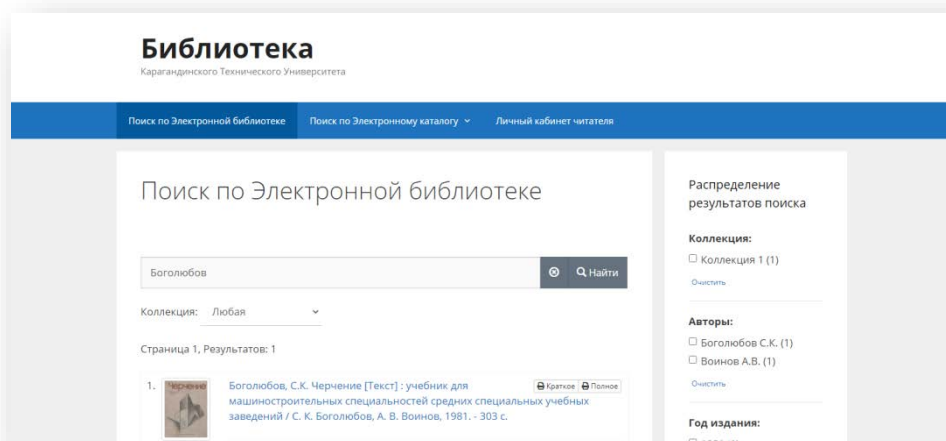 Библиотека
Карагандинского Технического Университета
Поиск по Электронной библиотеке
Поиск по Электронному каталогу
Личный кабинет читателя
Поиск по Электронной библиотеке
Боголюбов
Найти
Коллекция: Любая
Страница 1, Результатов: 1
1.
Черчение
Боголюбов, С.К. Черчение [Текст] : учебник для
машиностроительных специальностей средних специальных учебных
заведений / С. К. Боголюбов, А. В. Воинов, 1981. - 303 с.
Краткое
Полное
Распределение
результатов поиска
Коллекция:
Коллекция 1 (1)
Очистить
Авторы:
Боголюбов С.К. (1)
Воинов А.В. (1)
Очистить
Год издания: